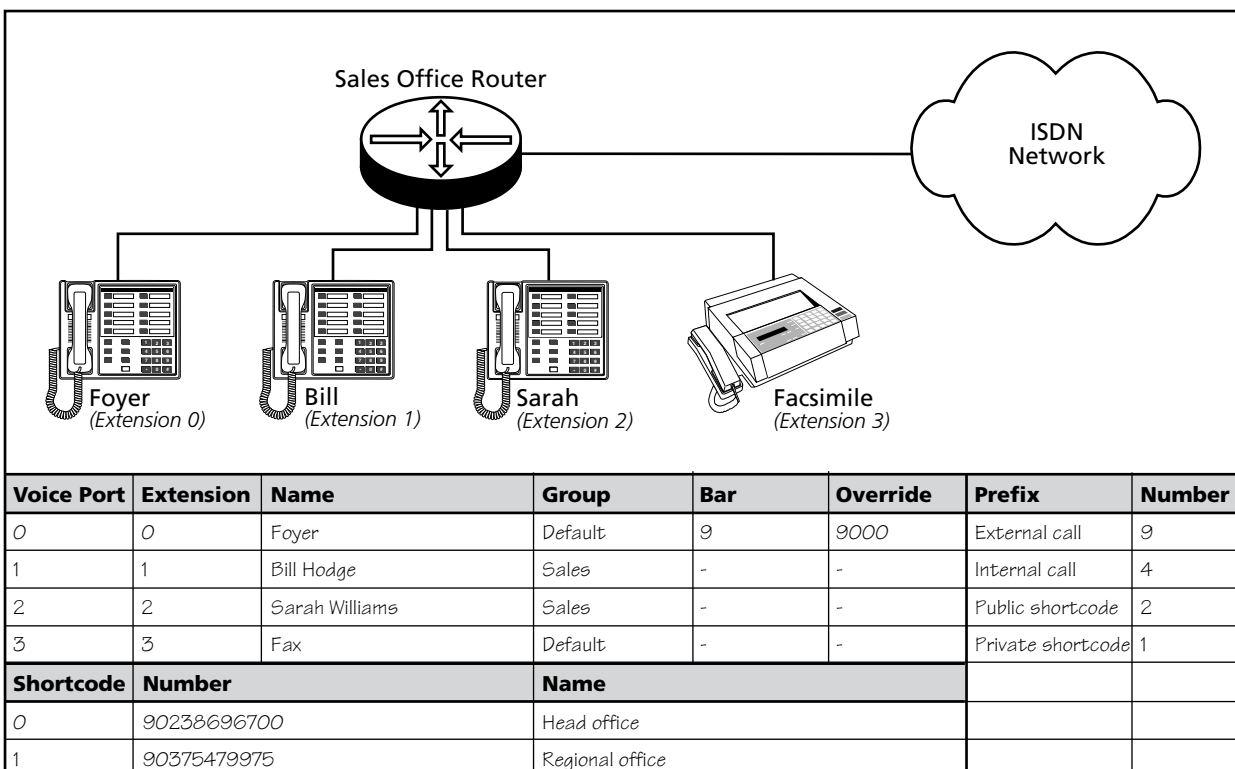 Sales Office Router
ISDN
Network
Foyer
(Extension 0)
Bill
(Extension 1)
Sarah
(Extension 2)
Facsimile
(Extension 3)
Voice Port Extension Name Group Bar Override Prefix Number
0 0 Foyer Default 9 9000 External call 9
1 1 Bill Hodge Sales - - Internal call 4
2 2 Sarah Williams Sales - - Public shortcode 2
3 3 Fax Default - - Private shortcode 1
Shortcode Number Name
0 90238696700 Head office
1 90375479975 Regional office